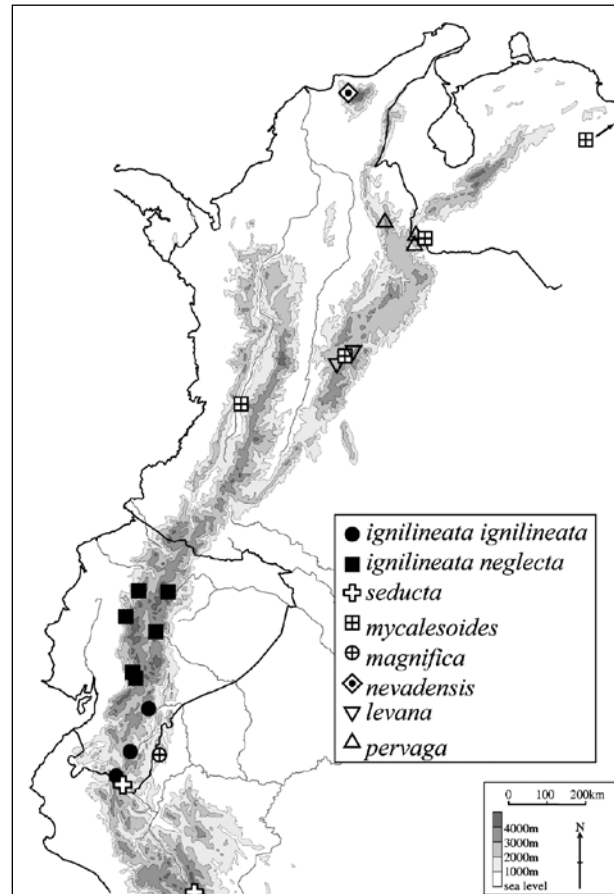 ignilineata ignilineata
ignilineata neglecta
seducta
mycalesoides
magnifica
nevadensis
levana
pervaga
0 100 200km
4000m
3000m
2000m
1000m
sea level
N